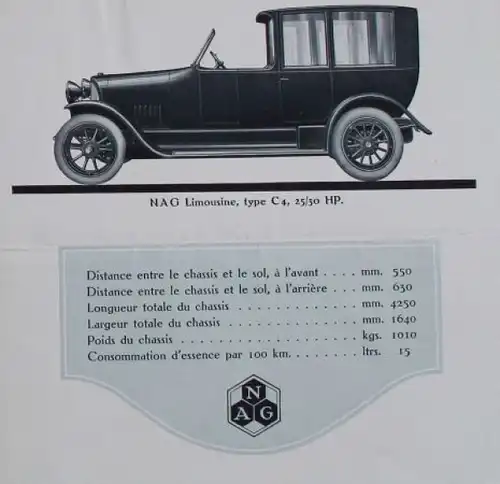 NAG Limousine, type C4, 25/30 HP.
Distance entre le chassis et le sol, à l'avant . . . . mm. 550
Distance entre le chassis et le sol, à l'arrière . . . mm. 630
Longueur totale du chassis . . . . . . . . . . . . . . mm. 4250
Largeur totale du chassis . . . . . . . . . . . . . . . mm. 1640
Poids du chassis . . . . . . . . . . . . . . . . . . . kgs. 1010
Consommation d'essence par 100 km. . . . . . . . ltrs. 15
N
AG